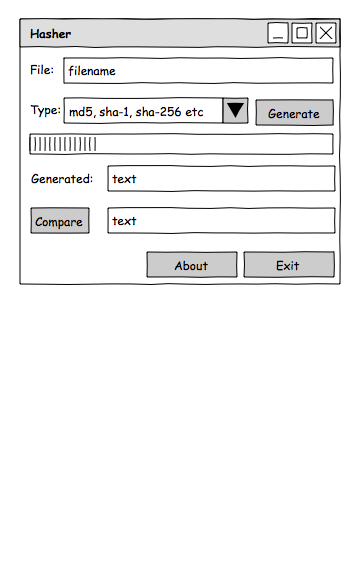 Hasher
File: filename
Type: md5, sha-1, sha-256 etc Generate
Generated: text
Compare text
About Exit